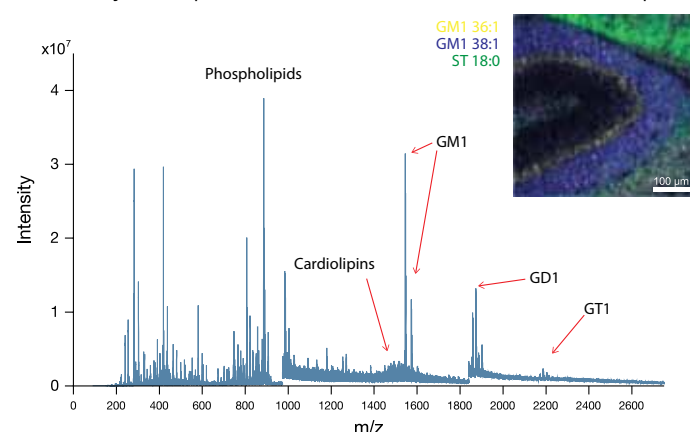 GM1 36:1
GM1 38:1
ST 18:0
x10⁷
Phospholipids
4
GM1
3
100 µm
Intensity
2
Cardiolipins
GD1
GT1
1
0
0 200 400 600 800 1000 1200 1400 1600 1800 2000 2200 2400 2600
m/z